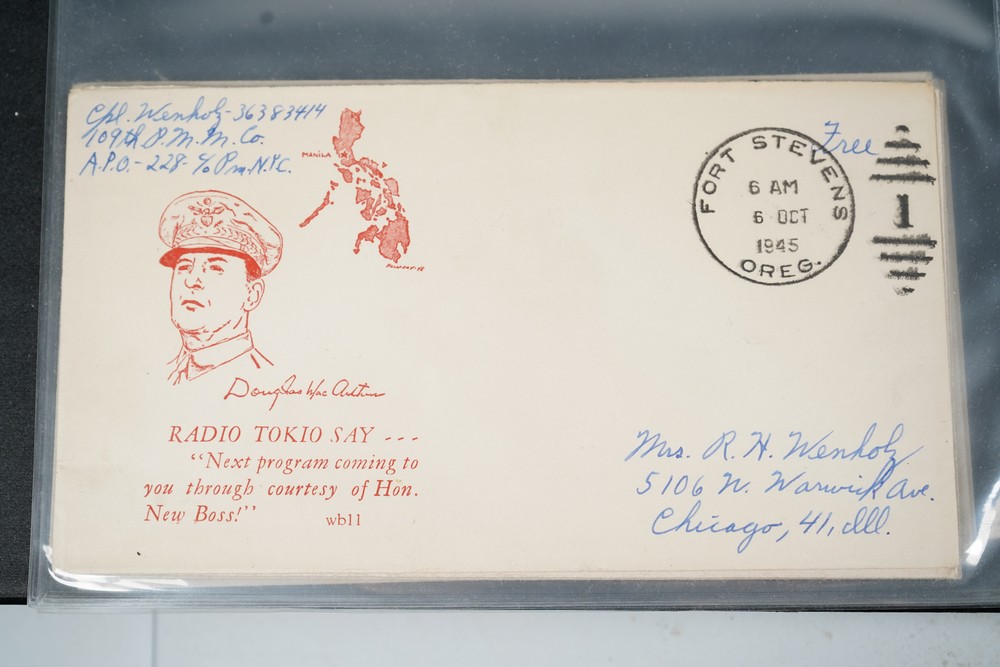 Cpl. Wenholz-36383414
109th P.M.M. Co.
A.P.O.-228-℅ Pm.N.Y.C.
MANILA
Douglas MacArthur
RADIO TOKIO SAY ---
"Next program coming to
you through courtesy of Hon.
New Boss!"
wb11
Free
FORT STEVENS
6 AM
6 OCT
1945
OREG.
1
Mrs. R. H. Wenholz
5106 W. Warwick Ave.
Chicago, 41, Ill.